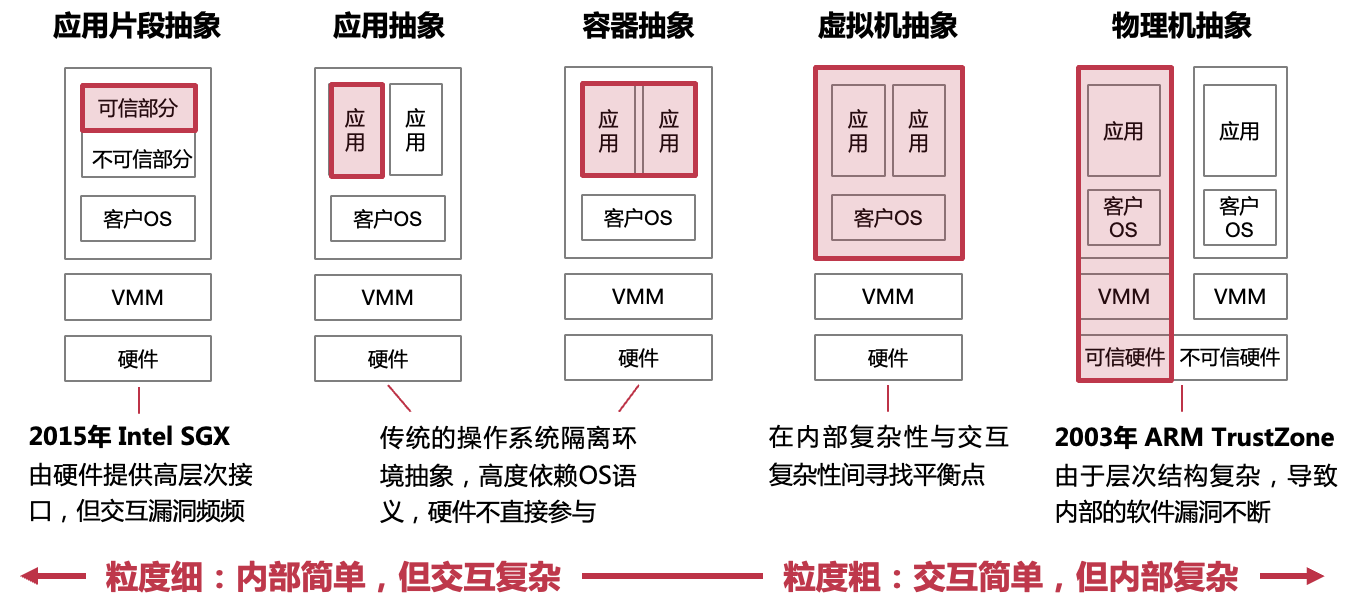 应用片段抽象
可信部分
不可信部分
客户OS
VMM
硬件
2015年 Intel SGX
由硬件提供高层次接
口，但交互漏洞频频
应用抽象
应
用
应
用
客户OS
VMM
硬件
容器抽象
应
用
应
用
客户OS
VMM
硬件
传统的操作系统隔离环
境抽象，高度依赖OS语
义，硬件不直接参与
虚拟机抽象
应
用
应
用
客户OS
VMM
硬件
在内部复杂性与交互
复杂性间寻找平衡点
物理机抽象
应用
客户
OS
VMM
可信硬件
应用
客户
OS
VMM
不可信硬件
2003年 ARM TrustZone
由于层次结构复杂，导致
内部的软件漏洞不断
粒度细：内部简单，但交互复杂
粒度粗：交互简单，但内部复杂